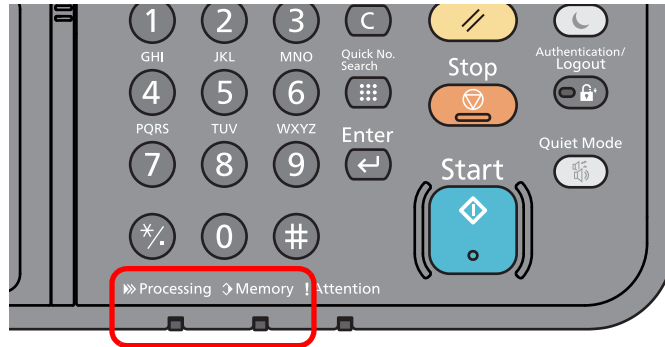 1 2 3 C
GHI JKL MNO Quick No.
Search
Stop
Authentication/
Logout
4 5 6
PQRS TUV WXYZ Enter
Quiet Mode
7 8 9
Start
*/. 0 #
Processing Memory ! Attention